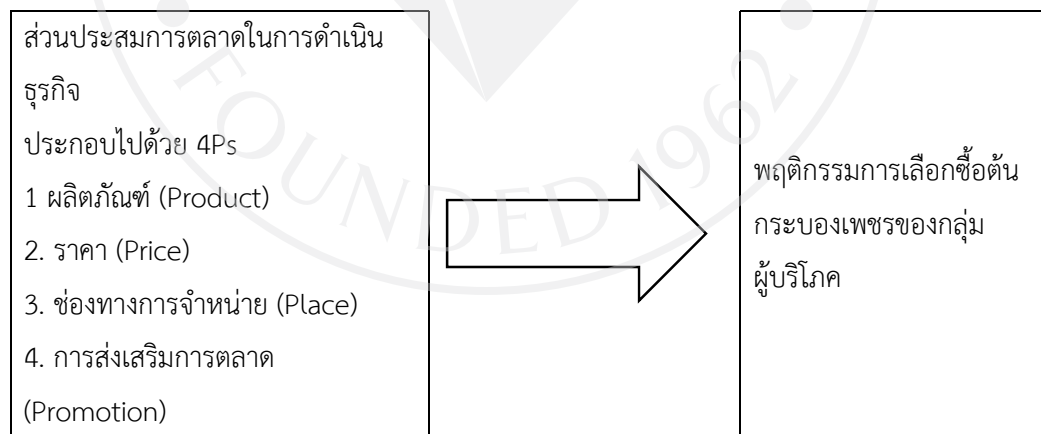 ส่วนประสมการตลาดในการดำเนิน
ธุรกิจ
ประกอบไปด้วย 4Ps
1 ผลิตภัณฑ์ (Product)
2. ราคา (Price)
3. ช่องทางการจำหน่าย (Place)
4. การส่งเสริมการตลาด
(Promotion)
พฤติกรรมการเลือกซื้อต้น
กระบองเพชรของกลุ่ม
ผู้บริโภค
FOUNDED 1962